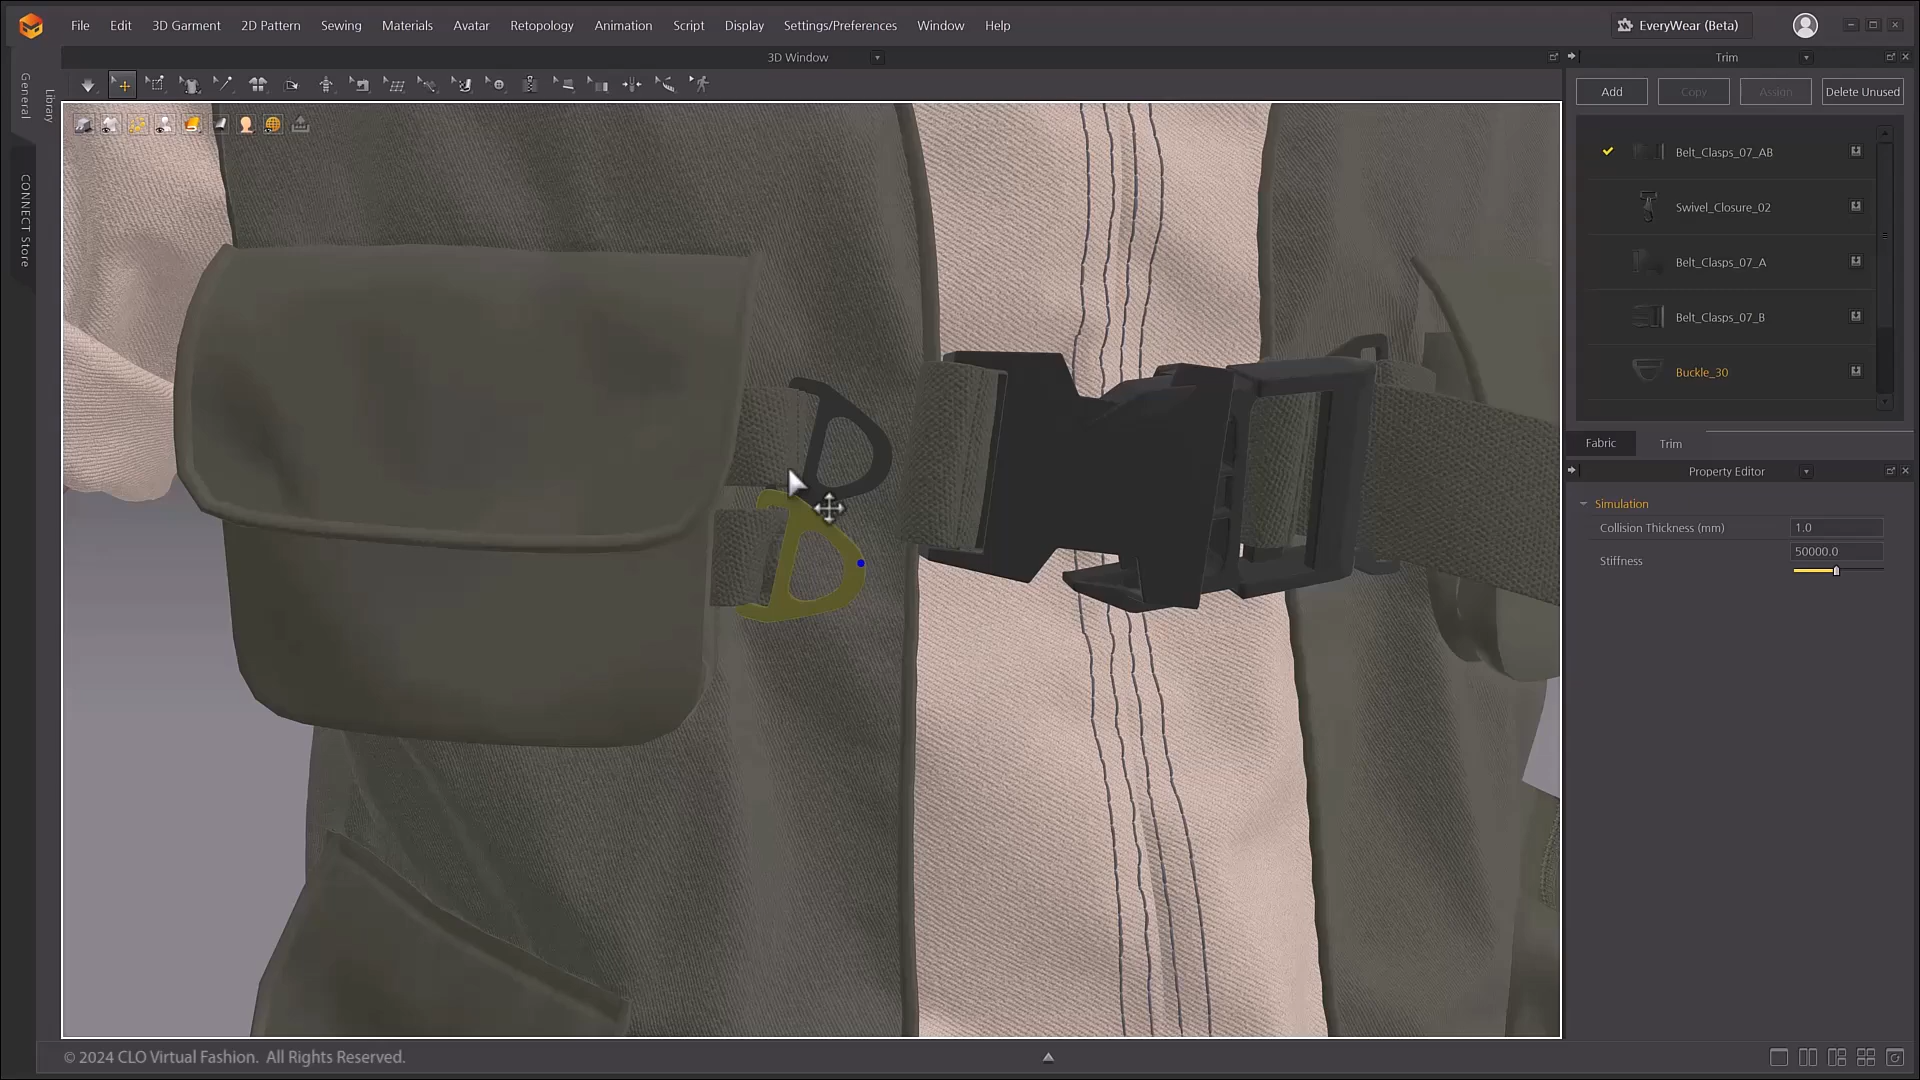 File Edit 3D Garment 2D Pattern Sewing Materials Avatar Retopology Animation Script Display Settings/Preferences Window Help
EveryWear (Beta)
3D Window
Trim
General
Library
CONNECT Store
Add Copy Assign Delete Unused
Belt_Clasps_07_AB
Swivel_Closure_02
Belt_Clasps_07_A
Belt_Clasps_07_B
Buckle_30
Fabric Trim
Property Editor
Simulation
Collision Thickness (mm) 1.0
Stiffness 50000.0
© 2024 CLO Virtual Fashion. All Rights Reserved.